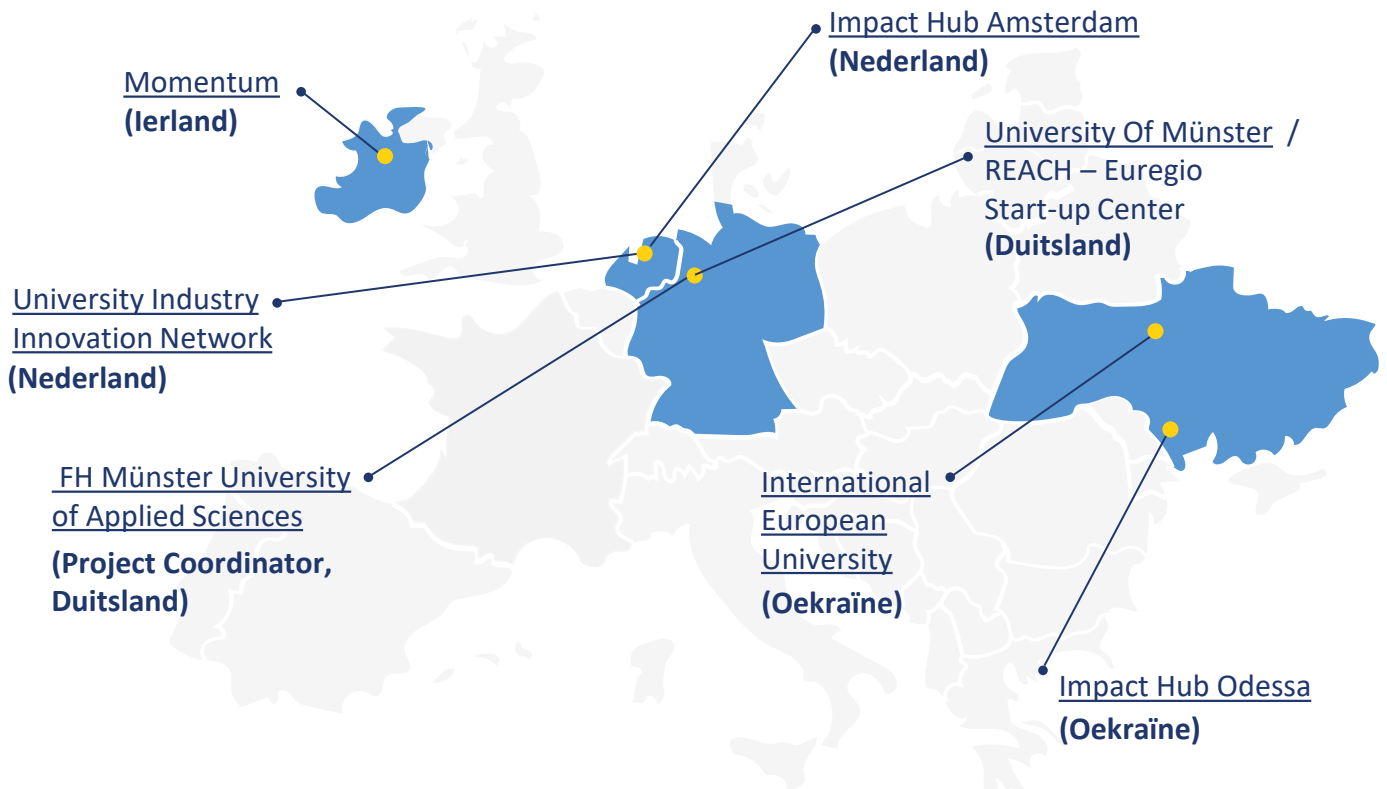 Impact Hub Amsterdam
(Nederland)
Momentum
(Ierland)
University Of Münster /
REACH – Euregio
Start-up Center
(Duitsland)
University Industry
Innovation Network
(Nederland)
FH Münster University
of Applied Sciences
(Project Coordinator,
Duitsland)
International
European
University
(Oekraïne)
Impact Hub Odessa
(Oekraïne)